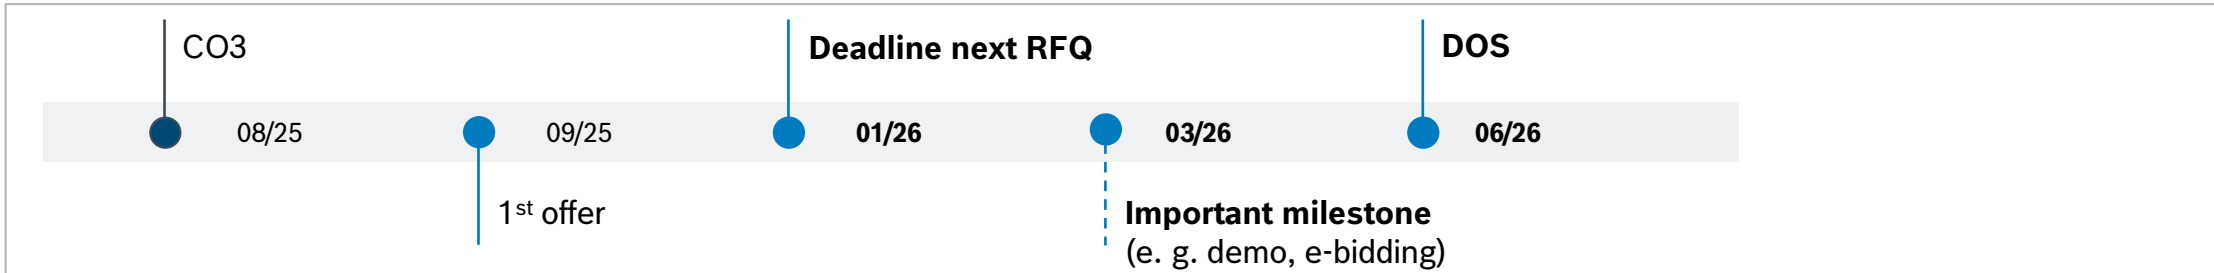 CO3
Deadline next RFQ
DOS
08/25
09/25
01/26
03/26
06/26
1st offer
Important milestone
(e. g. demo, e-bidding)